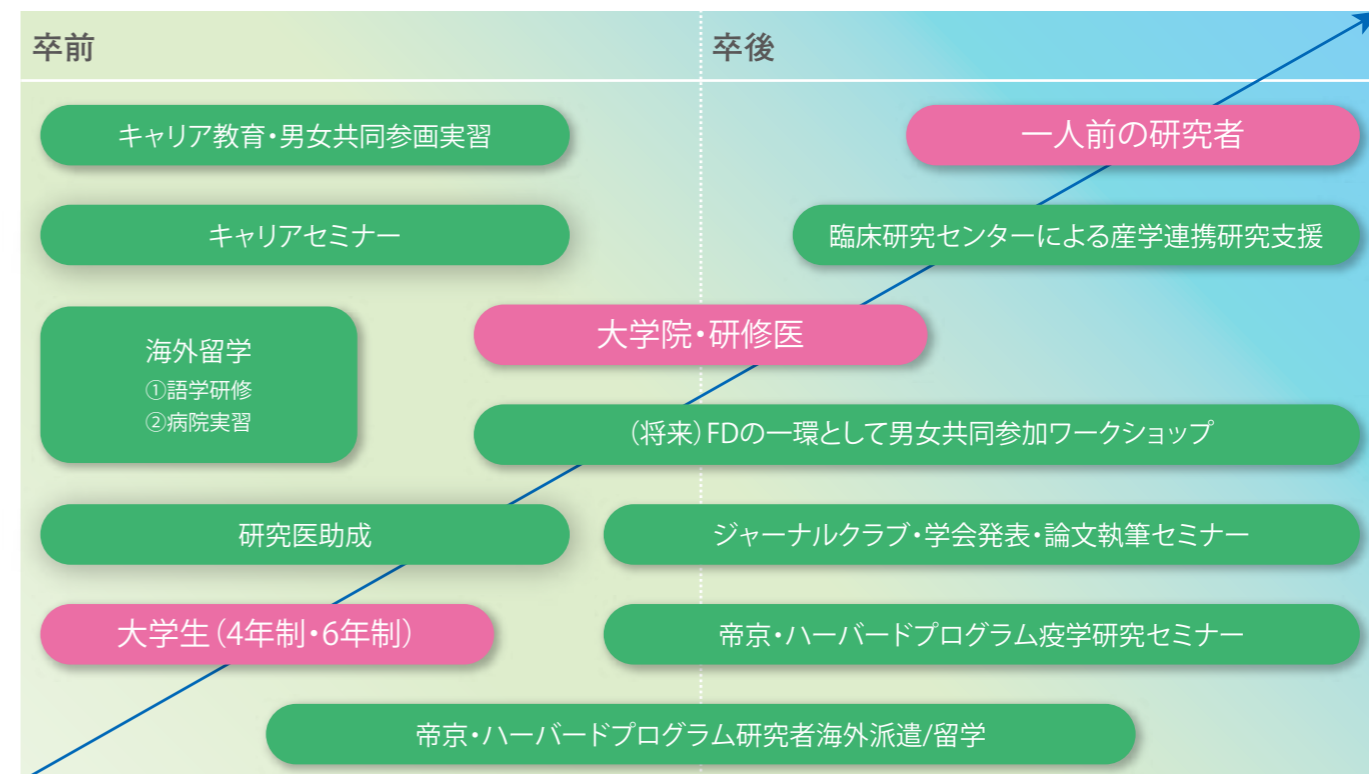 卒前
卒後
キャリア教育・男女共同参画実習
一人前の研究者
キャリアセミナー
臨床研究センターによる産学連携研究支援
海外留学
①語学研修
②病院実習
大学院・研修医
（将来）FDの一環として男女共同参加ワークショップ
研究医助成
ジャーナルクラブ・学会発表・論文執筆セミナー
大学生（4年制・6年制）
帝京・ハーバードプログラム疫学研究セミナー
帝京・ハーバードプログラム研究者海外派遣/留学